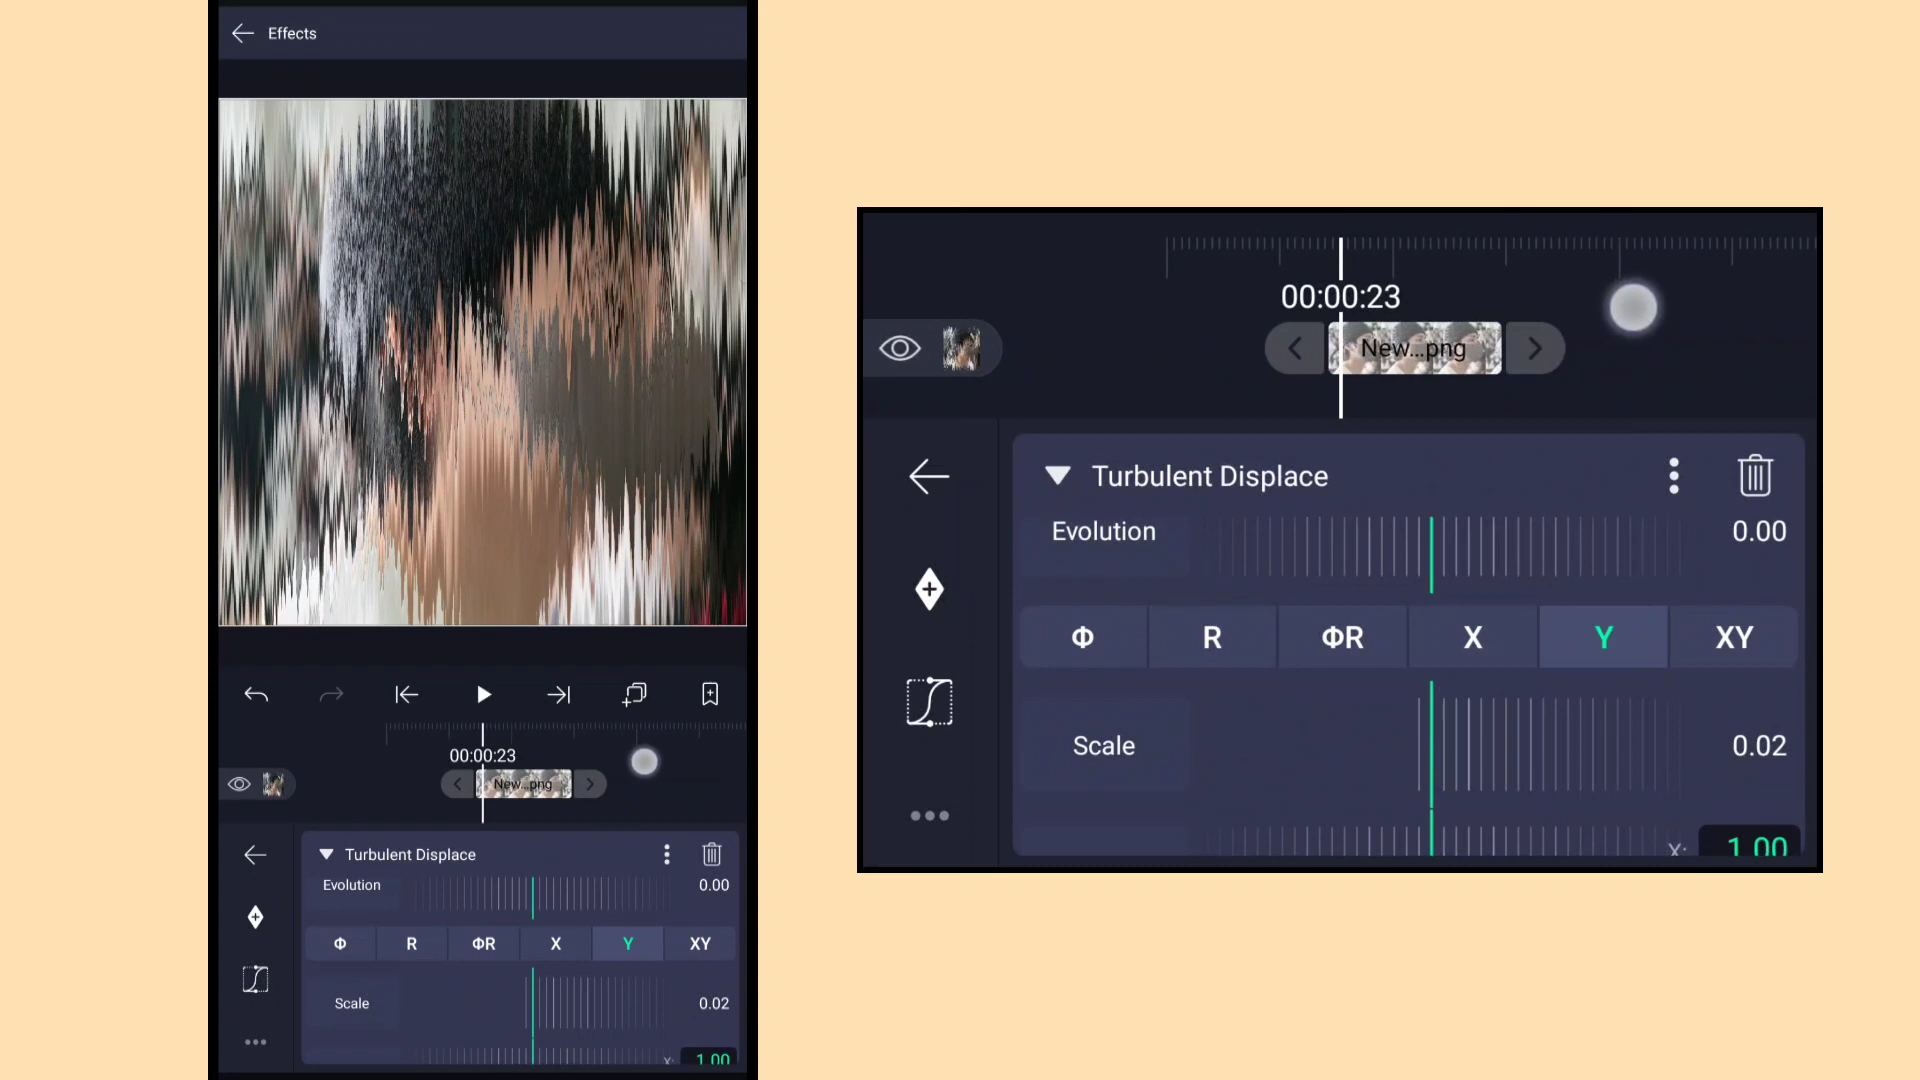 Effects
00:00:23
New...png
Turbulent Displace
Evolution
0.00
Φ R ΦR X Y XY
Scale
0.02
X: 1.00
00:00:23
New...png
Turbulent Displace
Evolution
0.00
Φ R ΦR X Y XY
Scale
0.02
X: 1.00